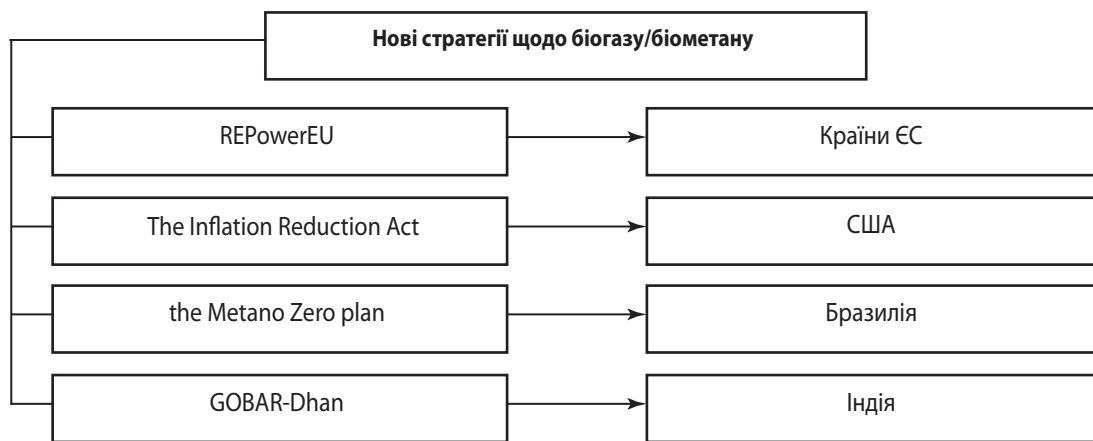 Нові стратегії щодо біогазу/біометану
REPowerEU
Країни ЄС
The Inflation Reduction Act
США
the Metano Zero plan
Бразилія
GOBAR-Dhan
Індія